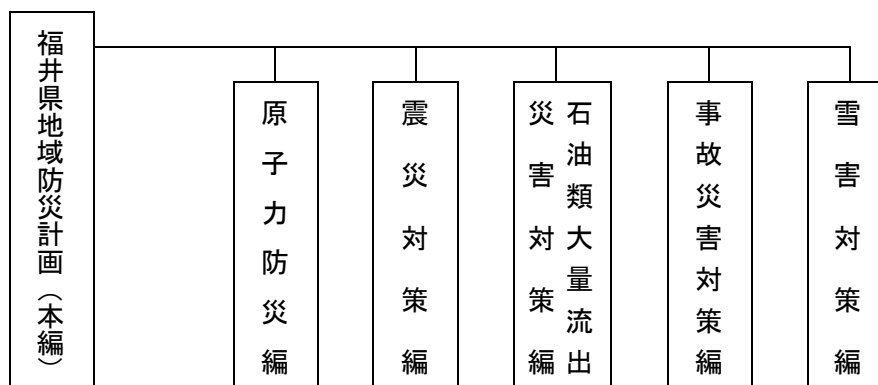 福井県地域防災計画（本編）
原子力防災編
震災対策編
石油類大量流出
災害対策編
事故災害対策編
雪害対策編